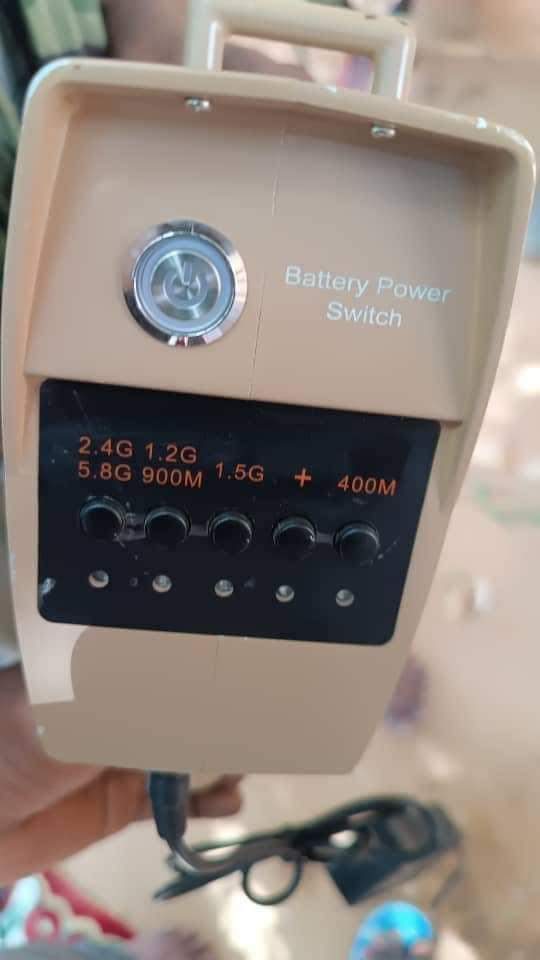 Battery Power
Switch
2.4G 1.2G
5.8G 900M 1.5G + 400M